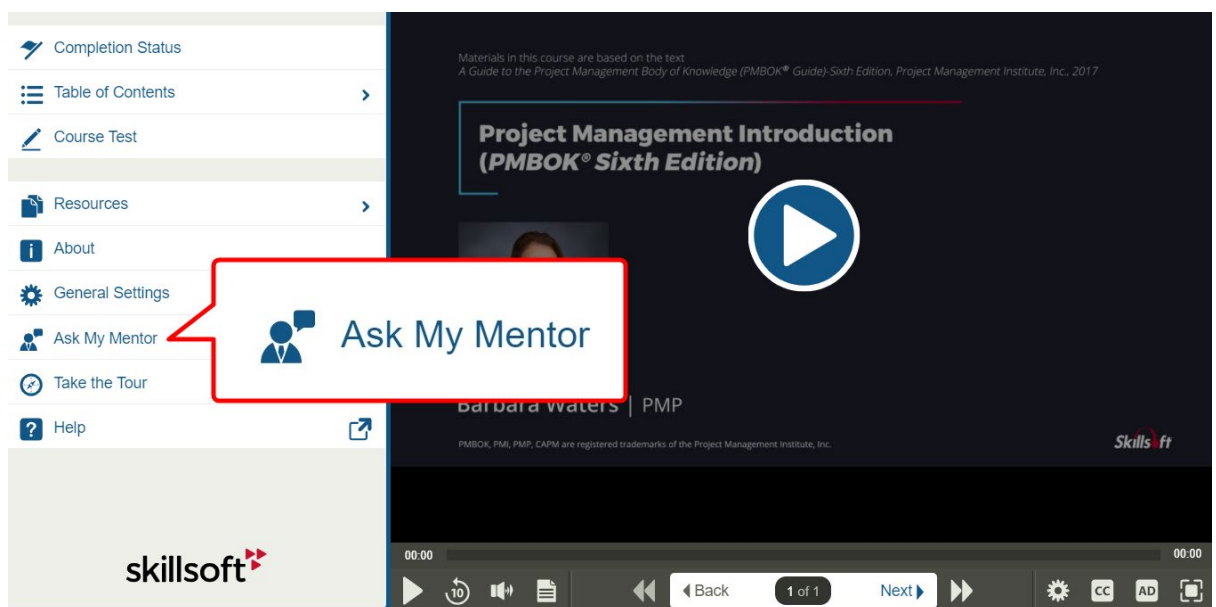 Completion Status
Table of Contents
Course Test
Resources
About
General Settings
Ask My Mentor
Take the Tour
Help
skillsoft
Ask My Mentor
Materials in this course are based on the text
A Guide to the Project Management Body of Knowledge (PMBOK® Guide)-Sixth Edition, Project Management Institute, Inc., 2017
Project Management Introduction
(PMBOK® Sixth Edition)
Barbara Waters | PMP
PMBOK, PMI, PMP, CAPM are registered trademarks of the Project Management Institute, Inc.
Skillsoft
00:00
00:00
10
Back
1 of 1
Next
CC
AD